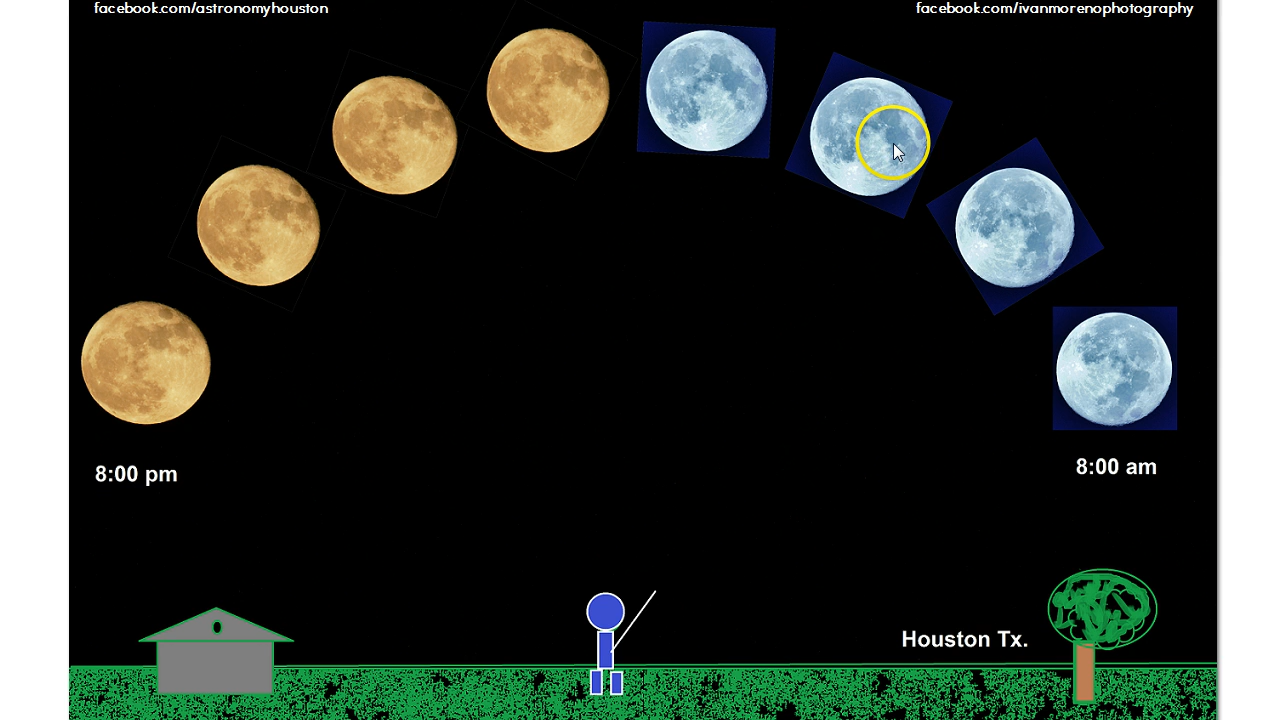 facebook.com/astronomyhouston
facebook.com/ivanmorenophotography
8:00 pm
8:00 am
Houston Tx.